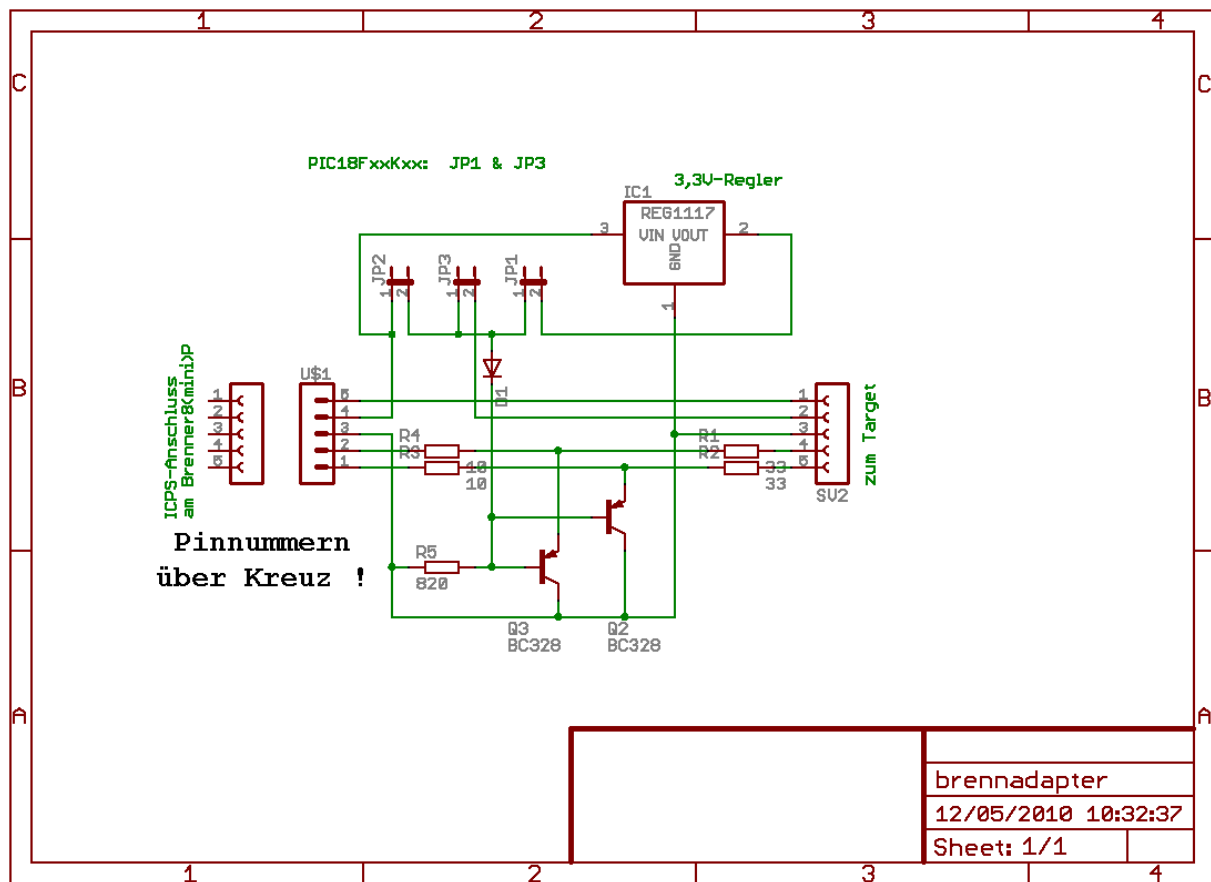 1 2 3 4
C C
PIC18FxxKxx: JP1 & JP3
3,3V-Regler
IC1
REG1117
3 VIN VOUT 2
GND
1
JP2 JP3 JP1
1 2 1 2 1 2
D1
B B
ICPS-Anschluss
am Brenner8(mini)P
1
2
3
4
5
U$1
5
4
3
2
1
R4
R3
10
10
R1
R2
33
33
1
2
3
4
5
SV2
zum Target
Pinnummern
über Kreuz !
R5
820
Q3
BC328
Q2
BC328
A A
brennadapter
12/05/2010 10:32:37
Sheet: 1/1
1 2 3 4